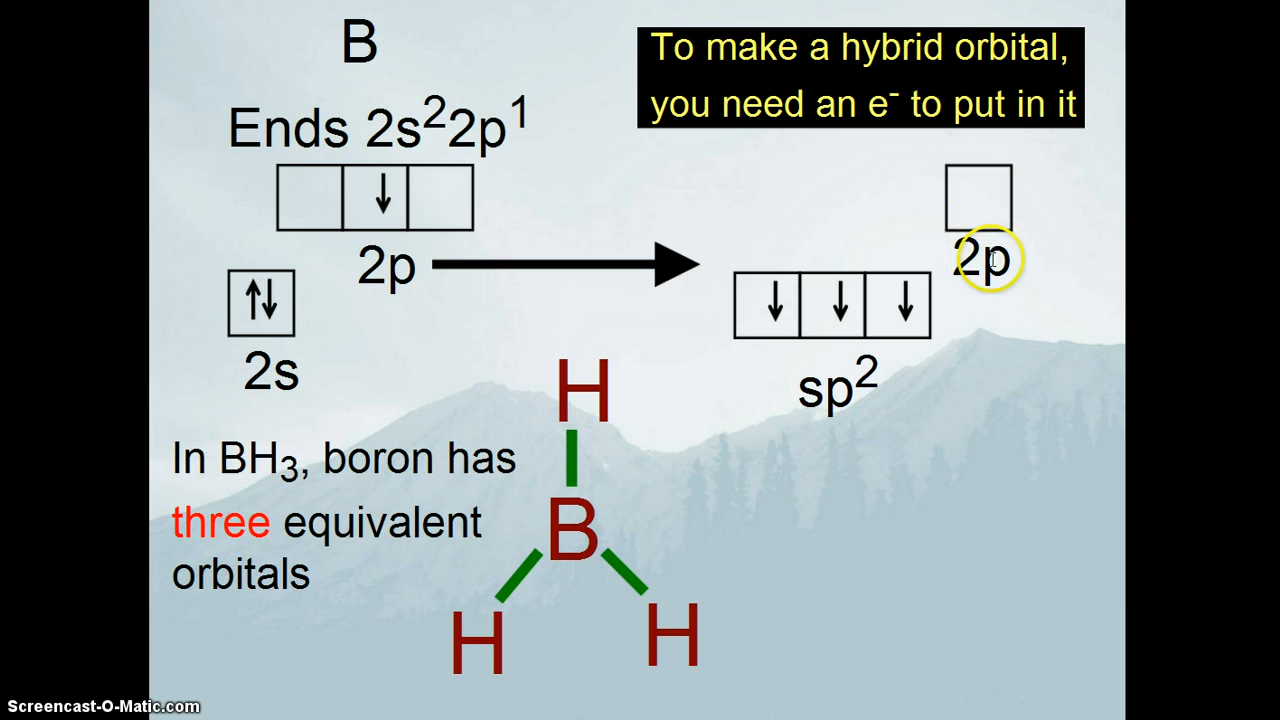 B
To make a hybrid orbital,
you need an e⁻ to put in it
Ends 2s²2p¹
2p
2p
2s
sp²
In BH₃, boron has
three equivalent
orbitals
H
B
H
H
Screencast-O-Matic.com